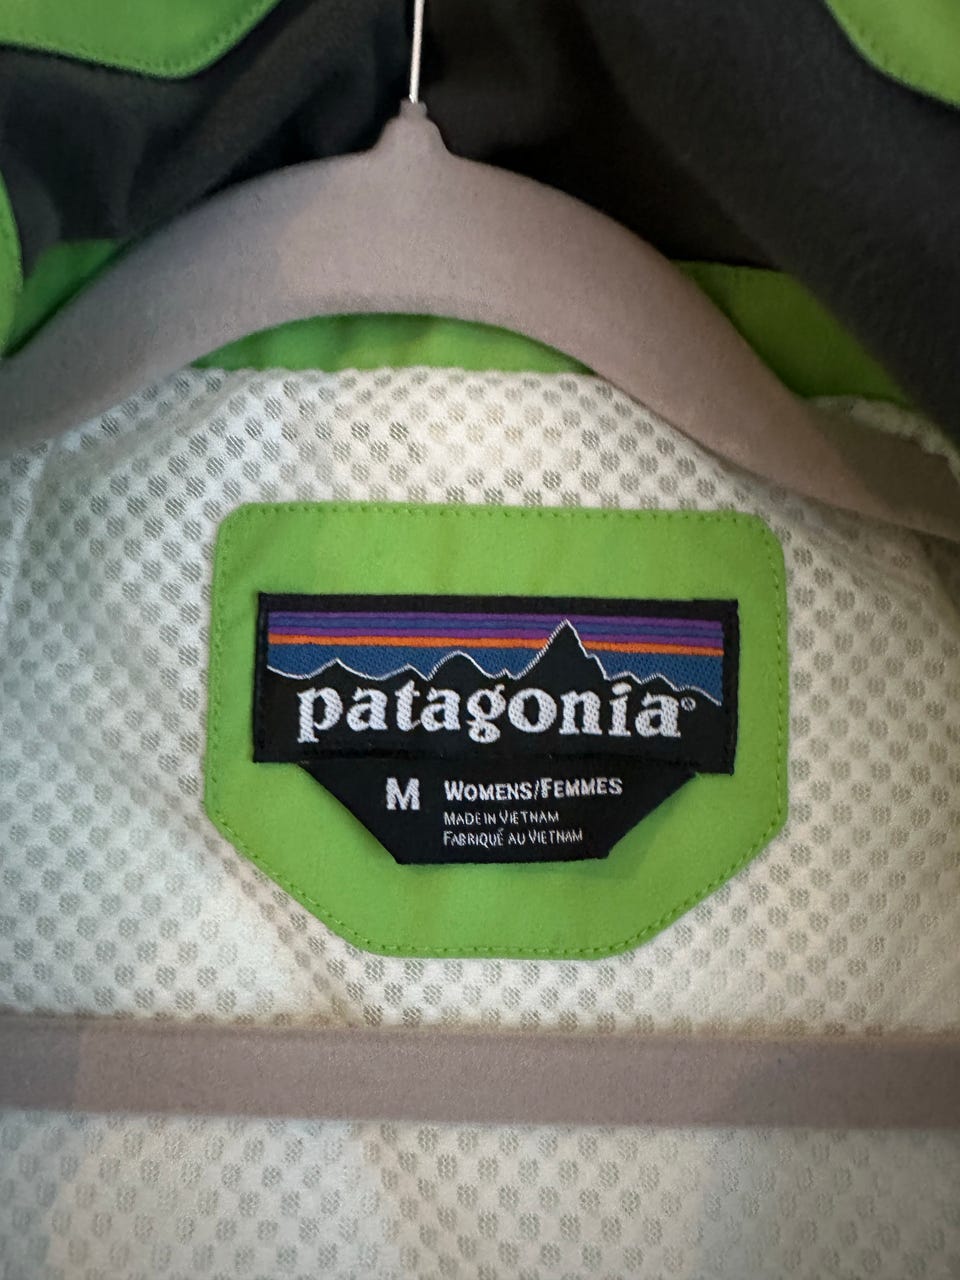 patagonia®
M WOMENS/FEMMES
MADE IN VIETNAM
FABRIQUÉ AU VIETNAM